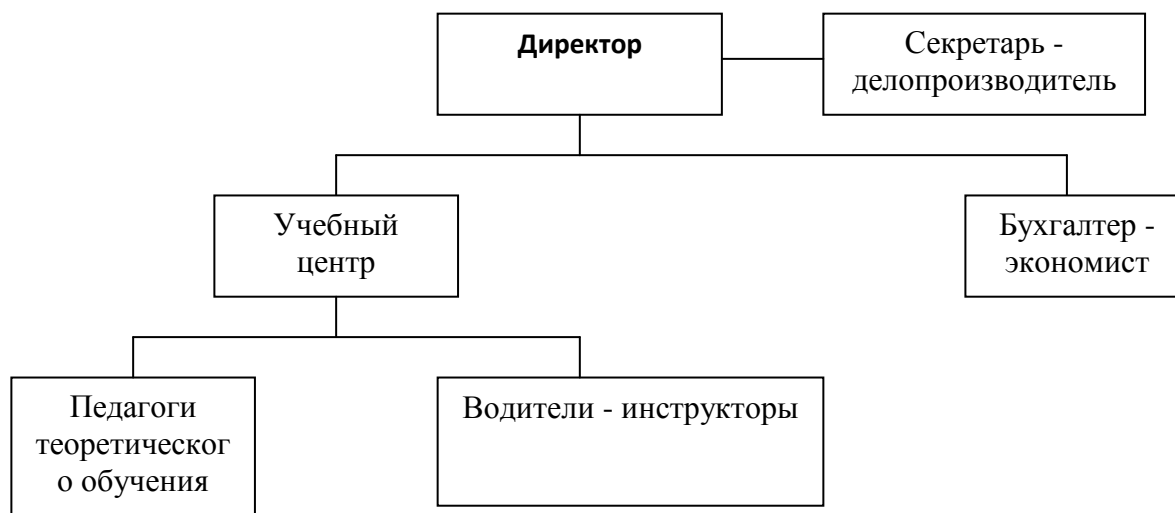 Директор
Секретарь -
делопроизводитель
Учебный
центр
Бухгалтер -
экономист
Педагоги
теоретическог
о обучения
Водители - инструкторы